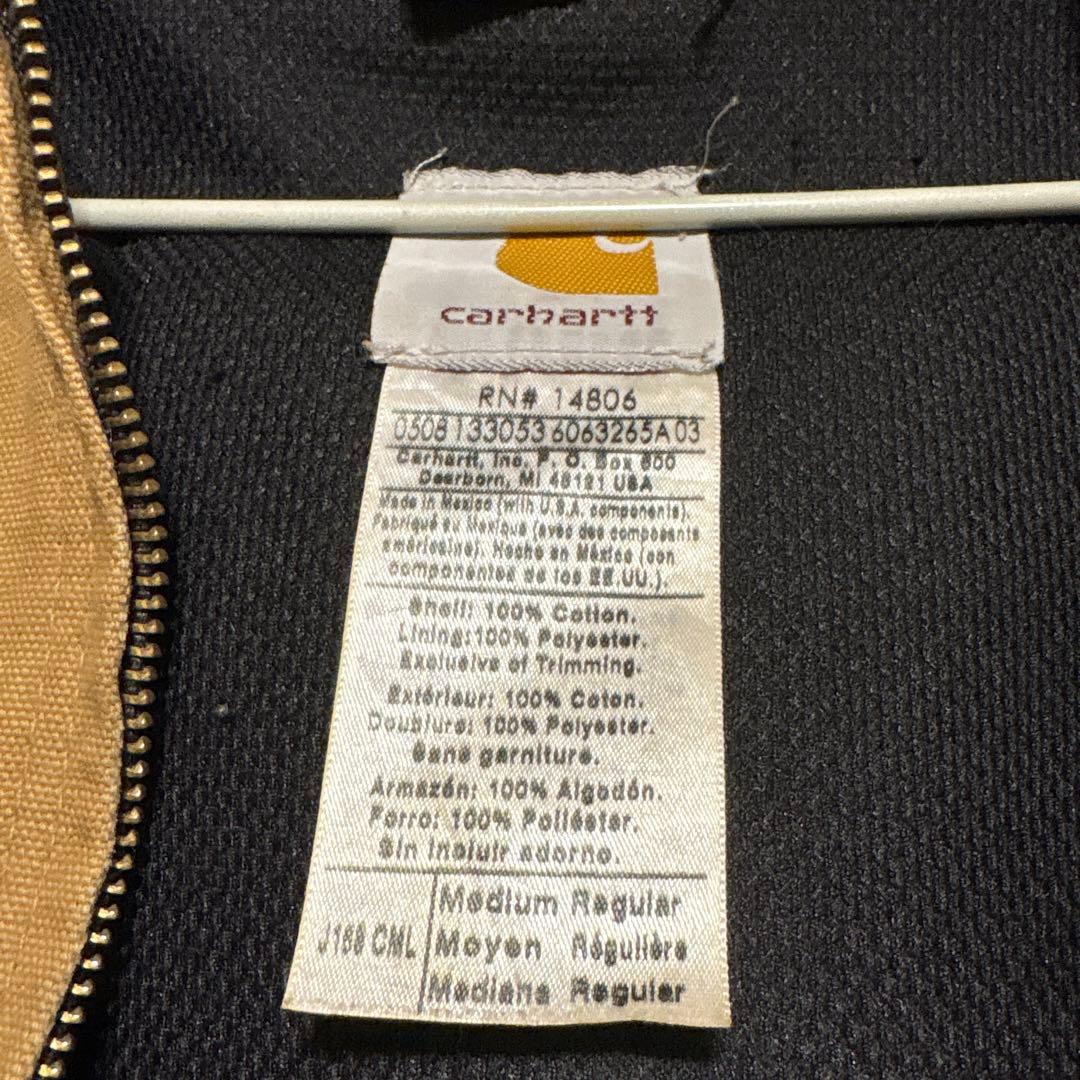 carhartt
RN# 14806
0508 133053 6063265A 03
Carhartt, Inc, P. O. Box 600
Dearborn, MI 48121 USA
Made in Mexico (with U.S.A. components).
Fabriqué au Mexique (avec des composants
américains). Hecho en México (con
componentes de los EE.UU.).
Shell: 100% Cotton.
Lining:100% Polyester.
Exclusive of Trimming.
Extérieur: 100% Coton.
Doublure: 100% Polyester.
Sans garniture.
Armazón: 100% Algodón.
Forro: 100% Poliéster.
Sin incluir adorno.
Medium Regular
CML Moyen Régulière
Mediana Regular